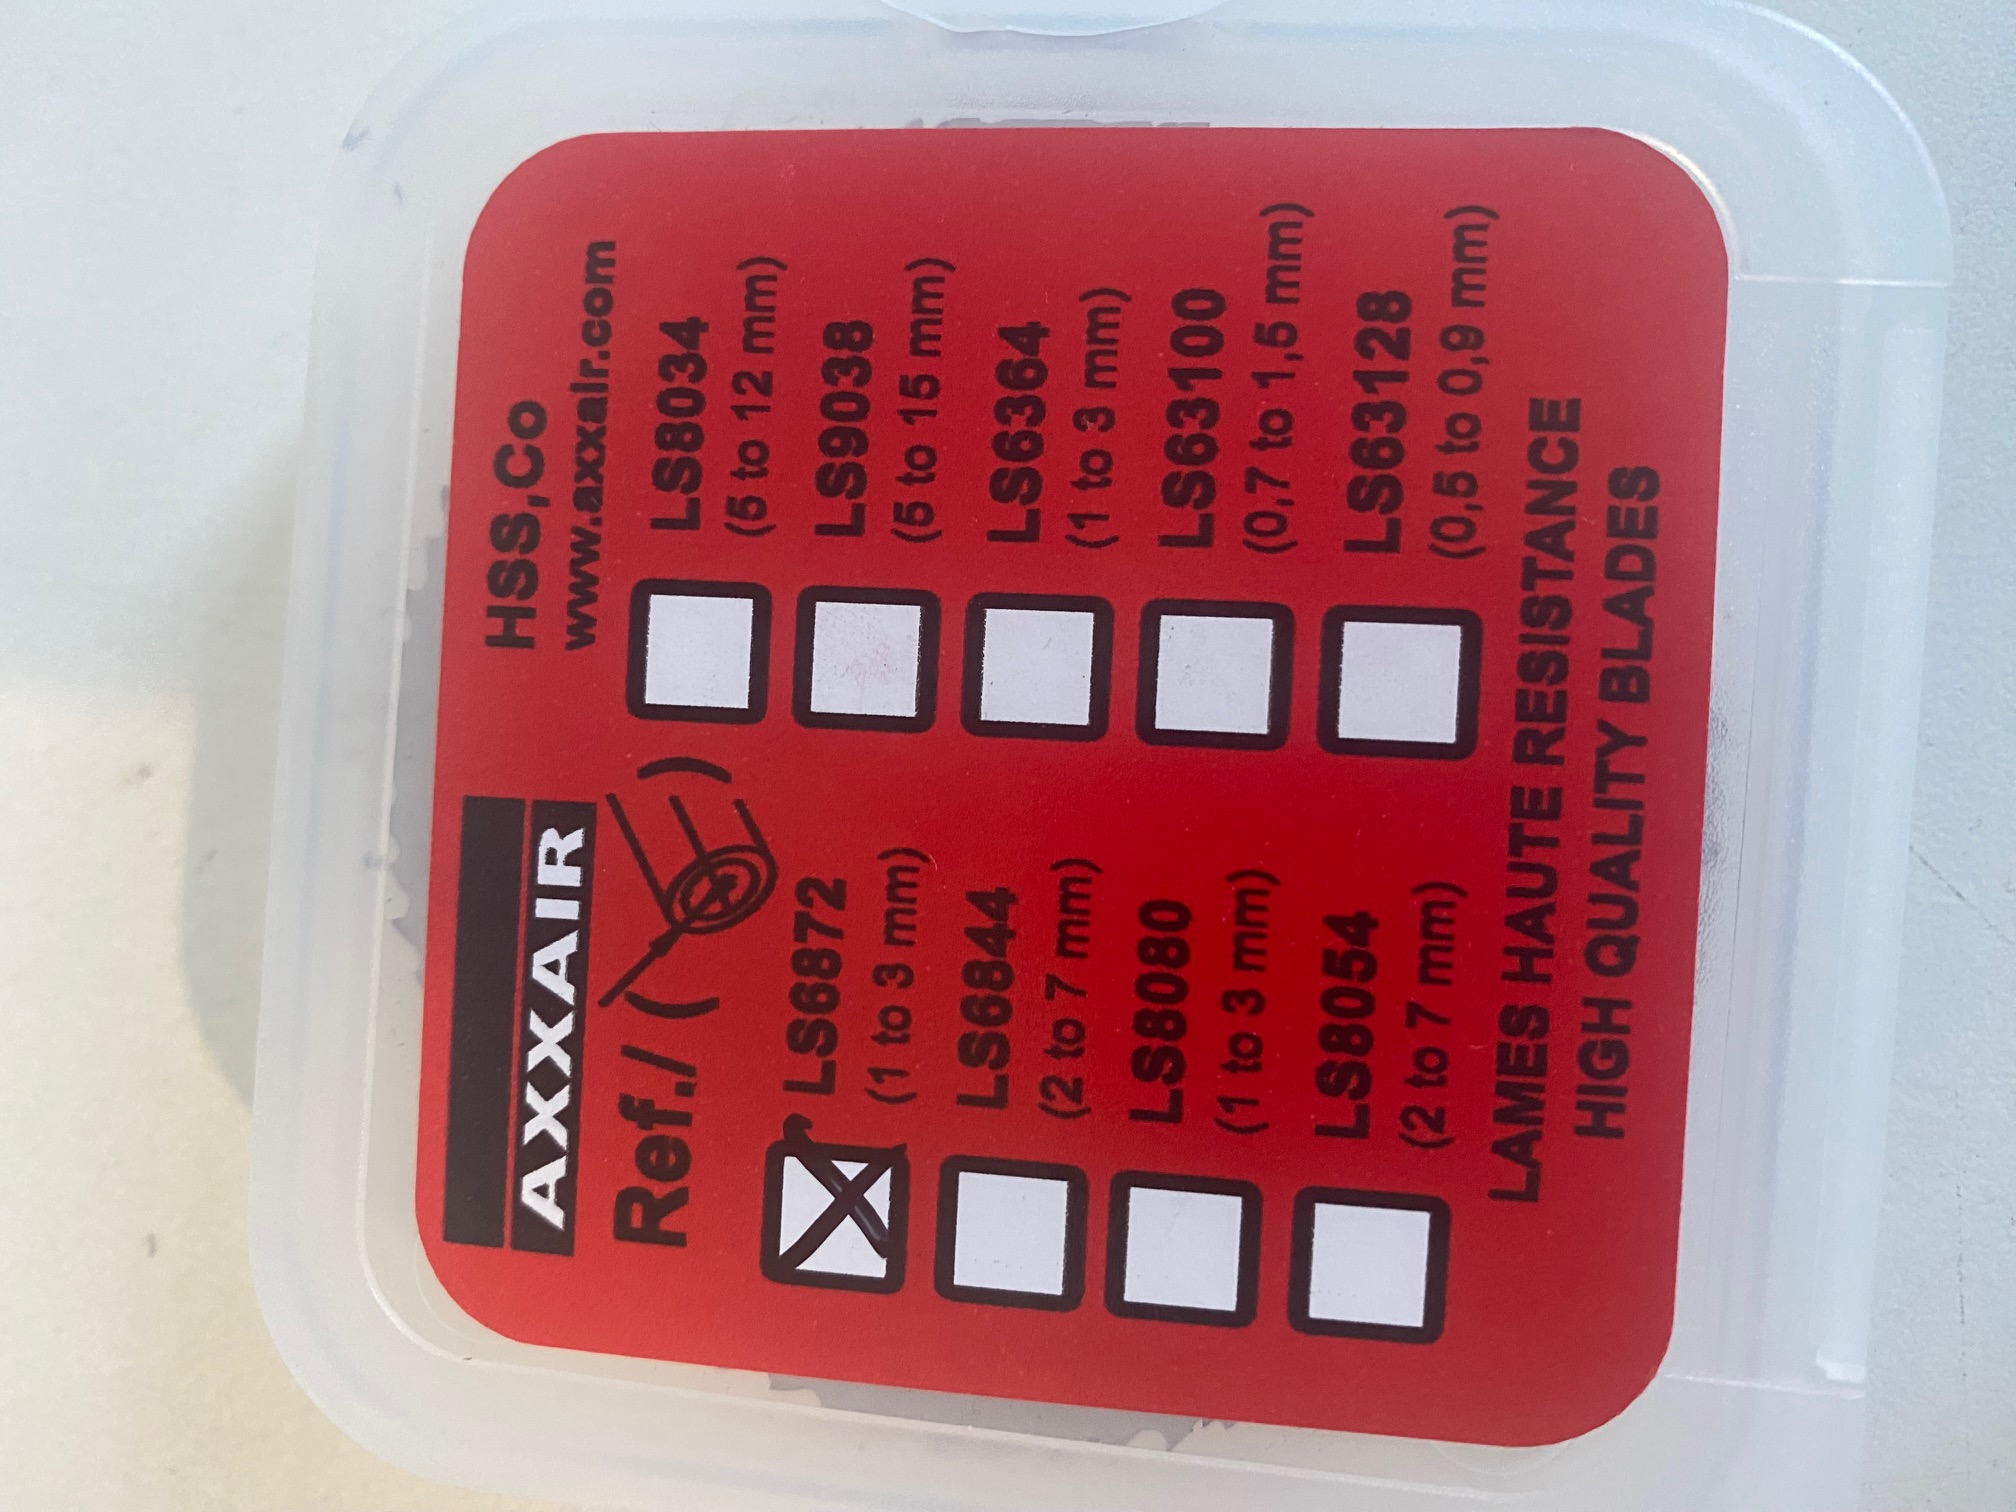 AXXAIR
HSS,Co
www.axxair.com
Ref./ ( )
LS6872
(1 to 3 mm)
LS6844
(2 to 7 mm)
LS8080
(1 to 3 mm)
LS8054
(2 to 7 mm)
LS8034
(5 to 12 mm)
LS9038
(5 to 15 mm)
LS6364
(1 to 3 mm)
LS63100
(0,7 to 1,5 mm)
LS63128
(0,5 to 0,9 mm)
LAMES HAUTE RESISTANCE
HIGH QUALITY BLADES